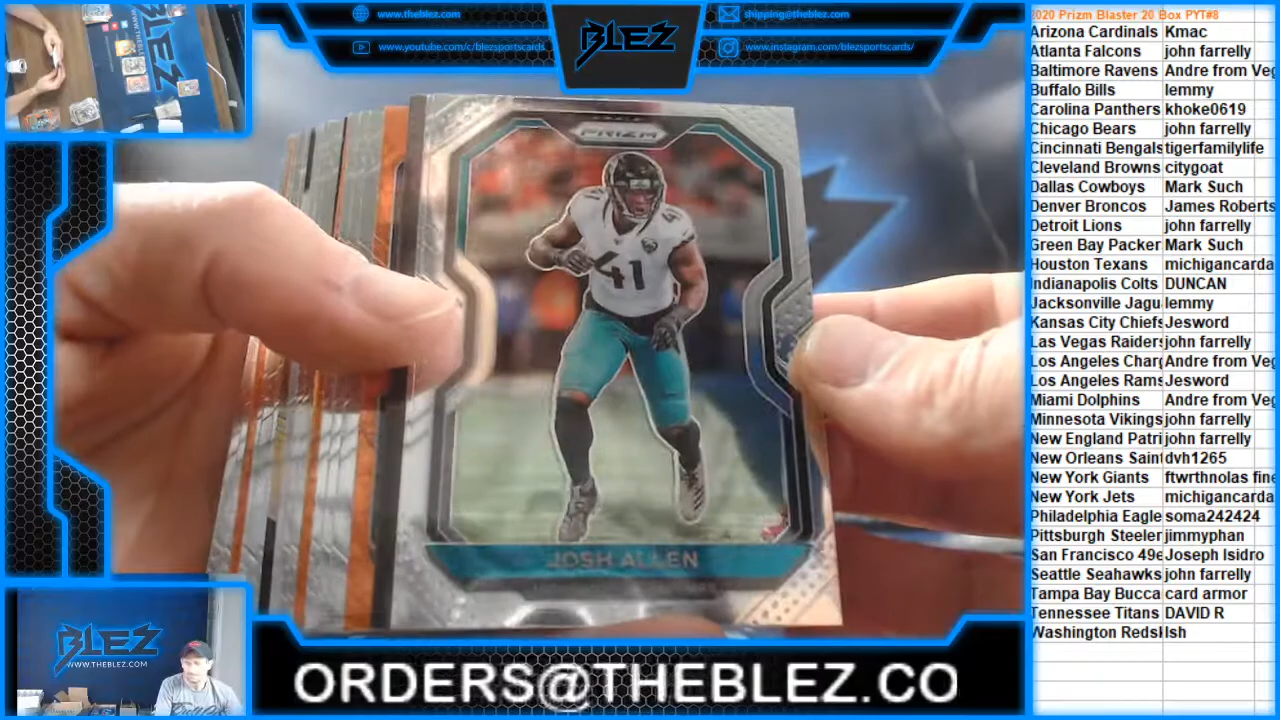 www.theblez.com
shipping@theblez.com
www.youtube.com/c/blezsportscards
BLEZ
www.instagram.com/blezsportscards/
2020 Prizm Blaster 20 Box PYT#8
Arizona Cardinals Kmac
Atlanta Falcons john farrelly
Baltimore Ravens Andre from Veg
Buffalo Bills lemmy
Carolina Panthers khoke0619
Chicago Bears john farrelly
Cincinnati Bengals tigerfamilylife
Cleveland Browns citygoat
Dallas Cowboys Mark Such
Denver Broncos James Roberts
Detroit Lions john farrelly
Green Bay Packer Mark Such
Houston Texans michigancarda
Indianapolis Colts DUNCAN
Jacksonville Jagu lemmy
Kansas City Chiefs Jesword
Las Vegas Raiders john farrelly
Los Angeles Charg Andre from Veg
Los Angeles Rams Jesword
Miami Dolphins Andre from Veg
Minnesota Vikings john farrelly
New England Patri john farrelly
New Orleans Saint dvh1265
New York Giants ftwrthnolas fine
New York Jets michigancarda
Philadelphia Eagle soma242424
Pittsburgh Steeler jimmyphan
San Francisco 49e Joseph Isidro
Seattle Seahawks john farrelly
Tampa Bay Bucca card armor
Tennessee Titans DAVID R
Washington Redsk lsh
PRIZM
41
41
41
JOSH ALLEN
BLEZ
WWW.THEBLEZ.COM
ORDERS@THEBLEZ.CO